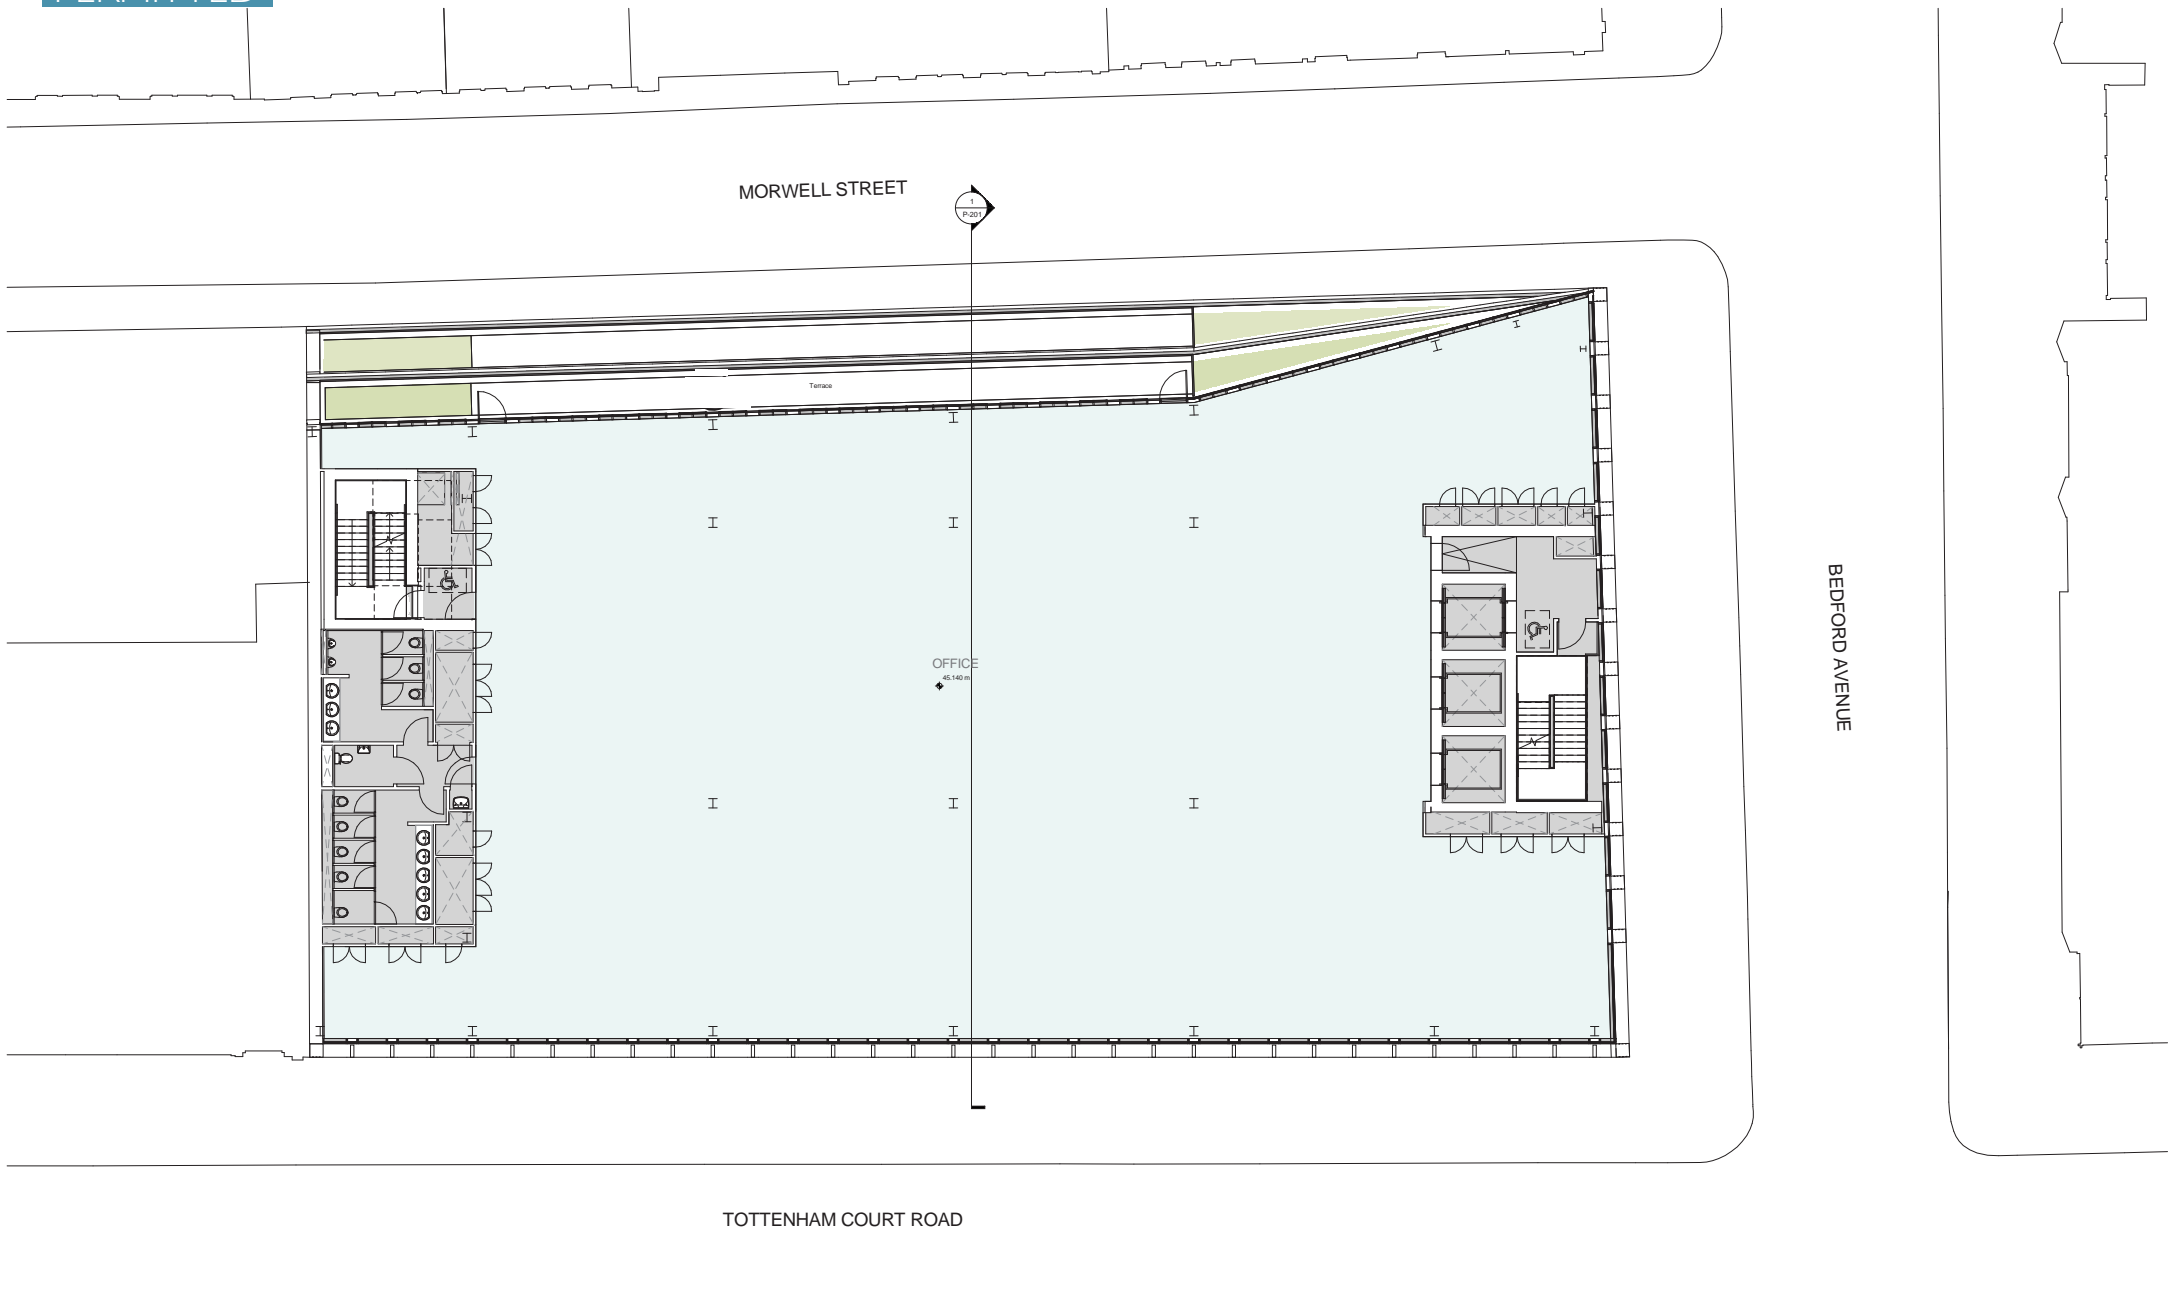 MORWELL STREET
1
P-201
Terrace
OFFICE
45.140 m
BEDFORD AVENUE
TOTTENHAM COURT ROAD